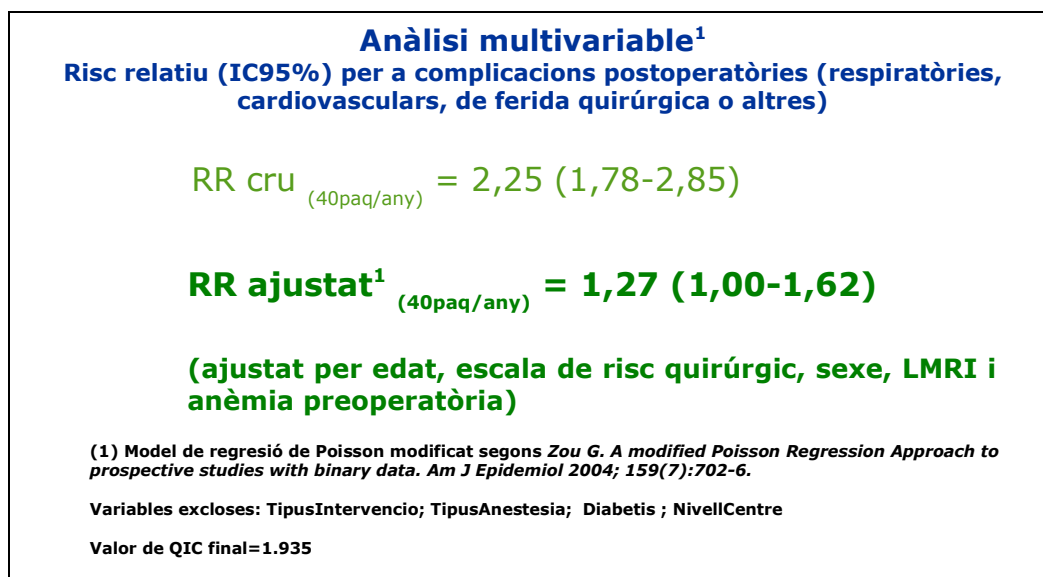 Anàlisi multivariable1
Risc relatiu (IC95%) per a complicacions postoperatòries (respiratòries,
cardiovasculars, de ferida quirúrgica o altres)
RR cru (40paq/any) = 2,25 (1,78-2,85)
RR ajustat1 (40paq/any) = 1,27 (1,00-1,62)
(ajustat per edat, escala de risc quirúrgic, sexe, LMRI i
anèmia preoperatòria)
(1) Model de regresió de Poisson modificat segons Zou G. A modified Poisson Regression Approach to
prospective studies with binary data. Am J Epidemiol 2004; 159(7):702-6.
Variables excloses: TipusIntervencio; TipusAnestesia; Diabetis ; NivellCentre
Valor de QIC final=1.935